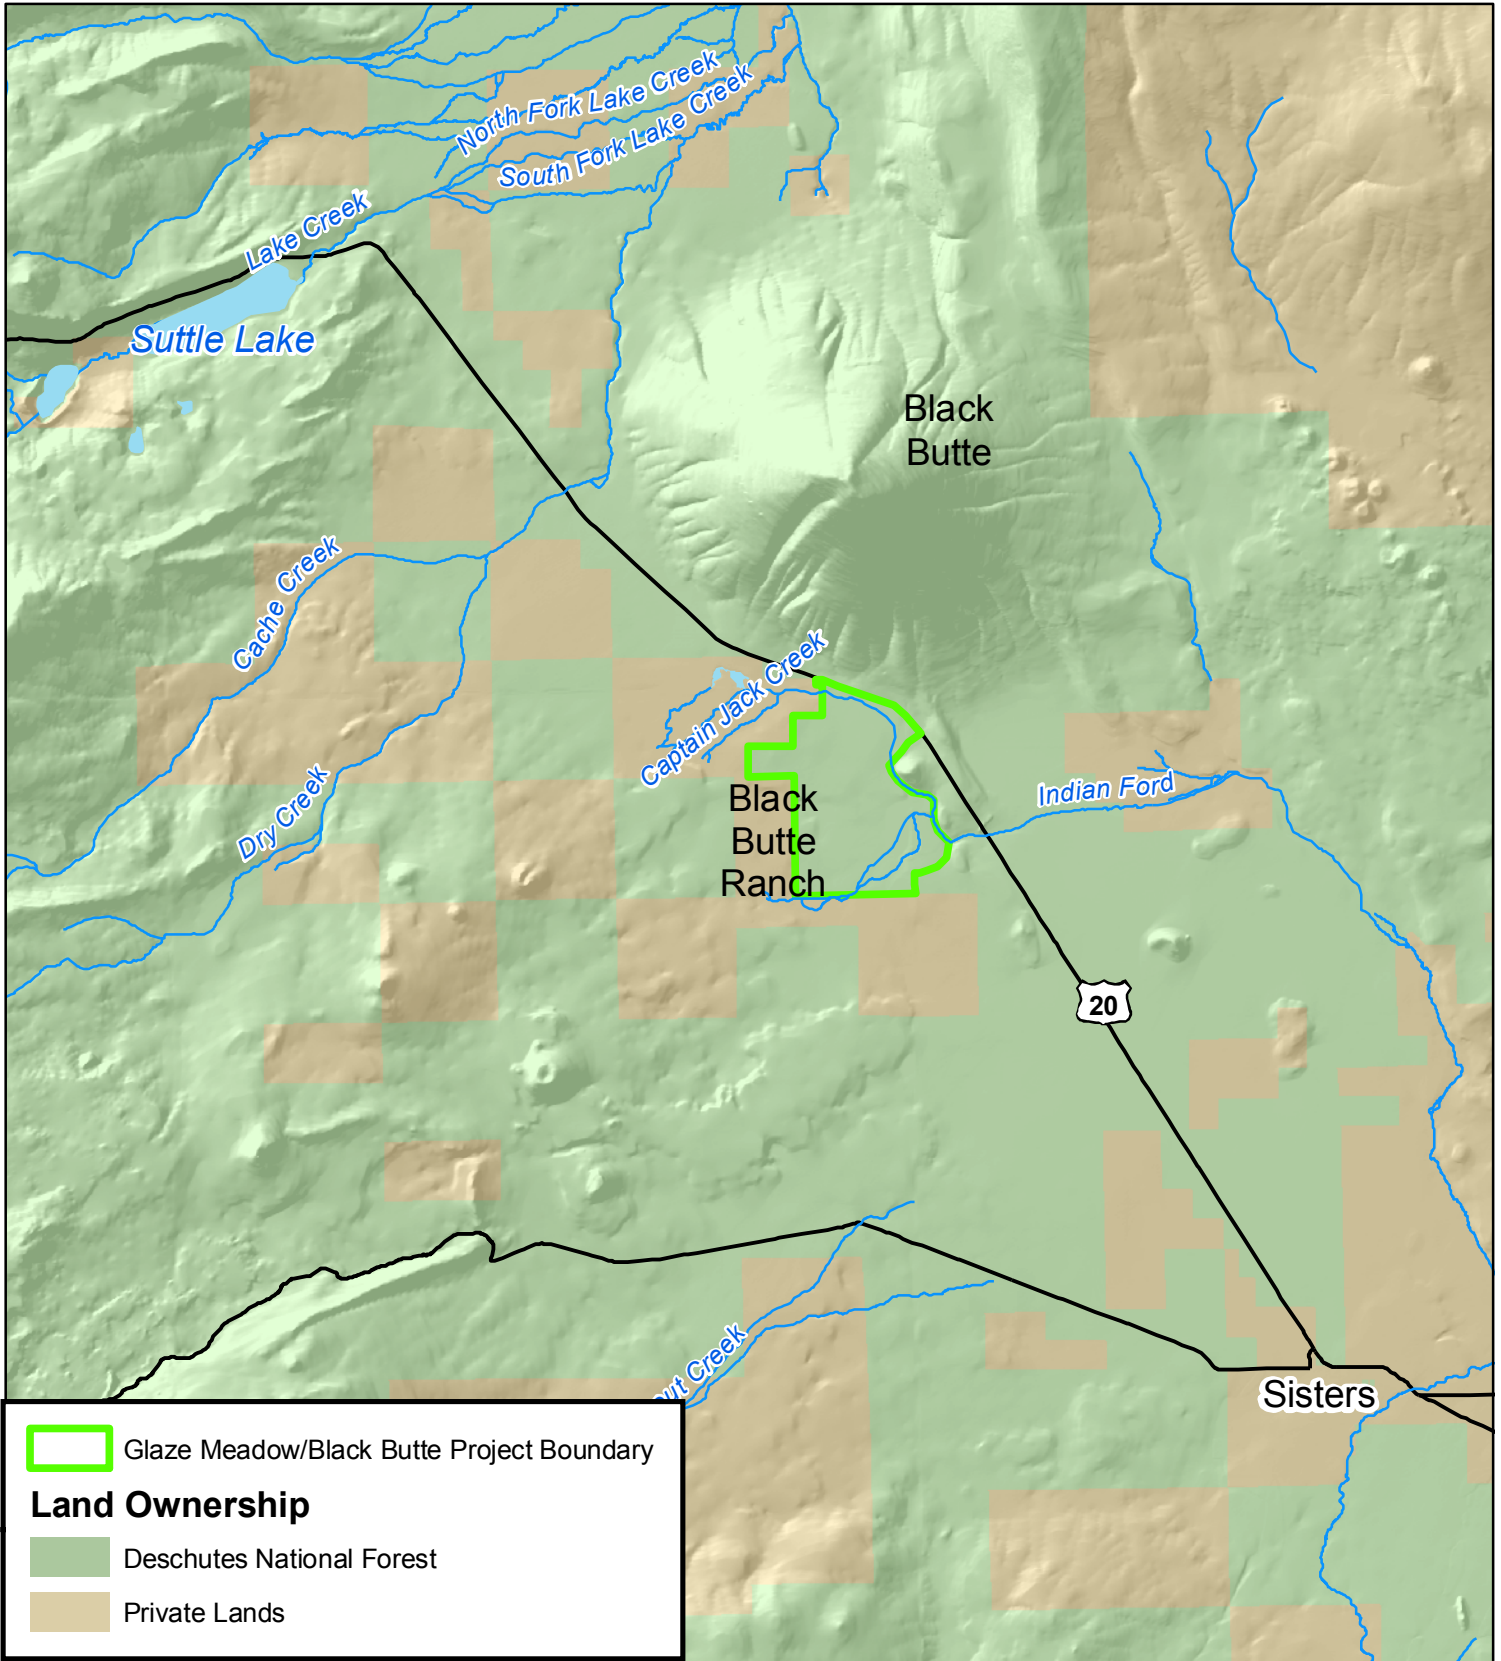 North Fork Lake Creek
South Fork Lake Creek
Lake Creek
Suttle Lake
Black
Butte
Cache Creek
Captain Jack Creek
Dry Creek
Indian Ford
Black
Butte
Ranch
20
out Creek
Sisters
Glaze Meadow/Black Butte Project Boundary
Land Ownership
Deschutes National Forest
Private Lands